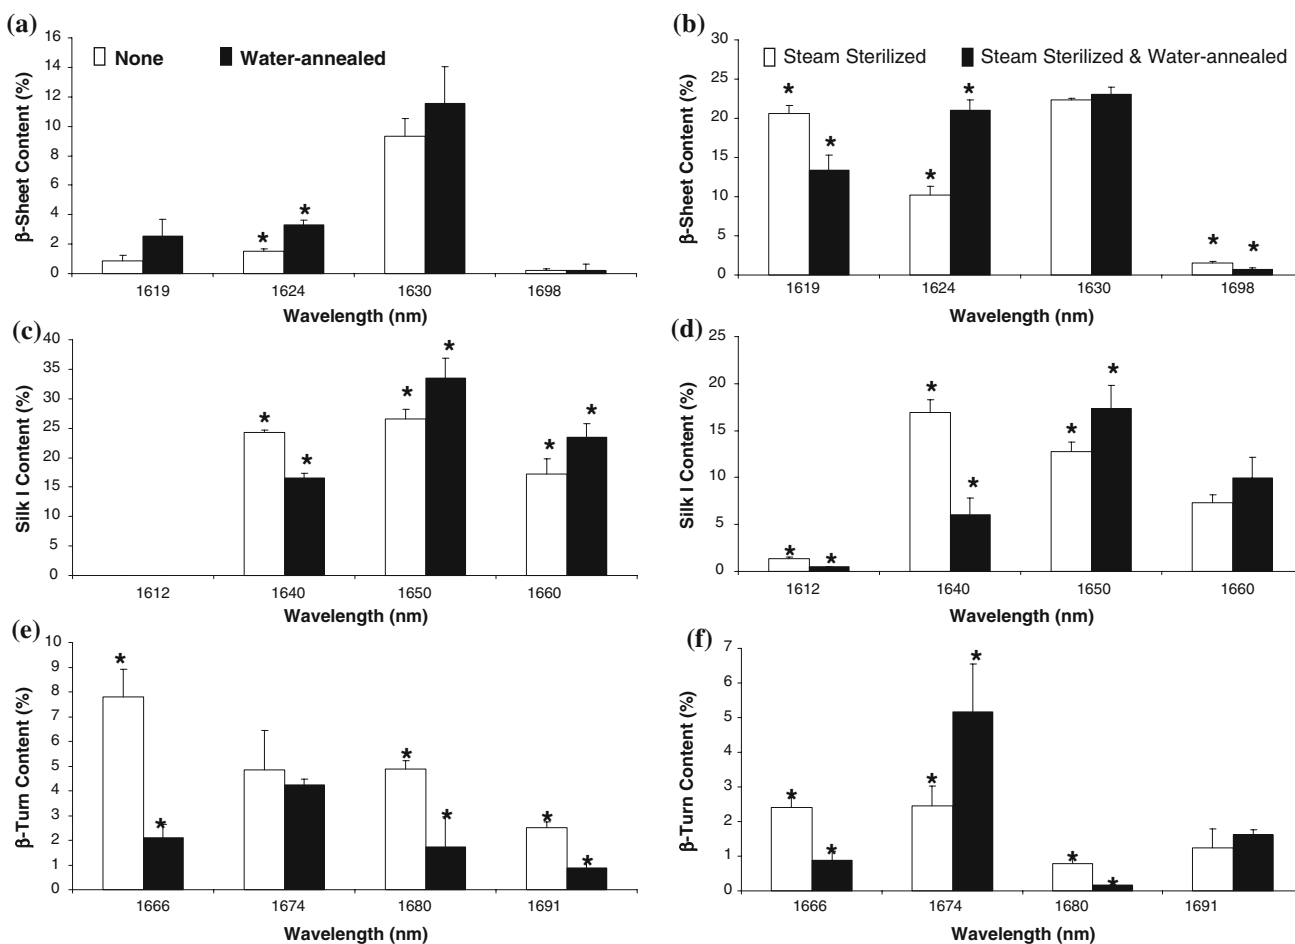 (a)
16
14
12
10
8
6
4
2
0
β-Sheet Content (%)
None
Water-annealed
* *
1619 1624 1630 1698
Wavelength (nm)
(b)
30
25
20
15
10
5
0
β-Sheet Content (%)
Steam Sterilized
Steam Sterilized & Water-annealed
* * * * * *
1619 1624 1630 1698
Wavelength (nm)
(c)
40
35
30
25
20
15
10
5
0
Silk I Content (%)
* * * * * *
1612 1640 1650 1660
Wavelength (nm)
(d)
25
20
15
10
5
0
Silk I Content (%)
* * * * * *
1612 1640 1650 1660
Wavelength (nm)
(e)
10
9
8
7
6
5
4
3
2
1
0
β-Turn Content (%)
* * * * * *
1666 1674 1680 1691
Wavelength (nm)
(f)
7
6
5
4
3
2
1
0
β-Turn Content (%)
* * * * * *
1666 1674 1680 1691
Wavelength (nm)